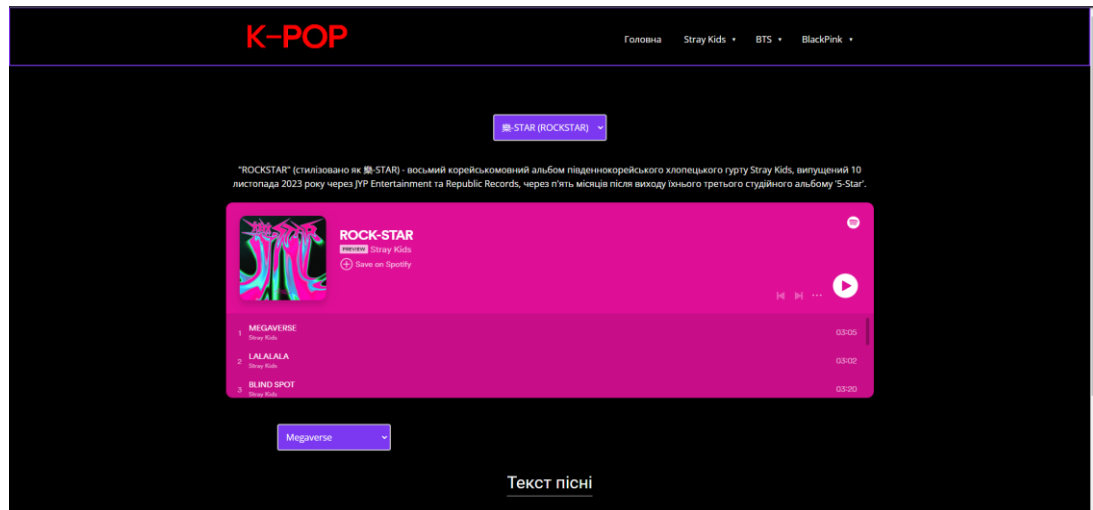 K-POP
Головна Stray Kids BTS BlackPink
樂-STAR (ROCKSTAR)
"ROCKSTAR" (стилізовано як 樂-STAR) - восьмий корейськомовний альбом південнокорейського хлопецького гурту Stray Kids, випущений 10
листопада 2023 року через JYP Entertainment та Republic Records, через п'ять місяців після виходу їхнього третього студійного альбому '5-Star'.
ROCK-STAR
PREVIEW Stray Kids
Save on Spotify
1 MEGAVERSE 03:05
Stray Kids
2 LALALALA 03:02
Stray Kids
3 BLIND SPOT 03:20
Stray Kids
Megaverse
Текст пісні